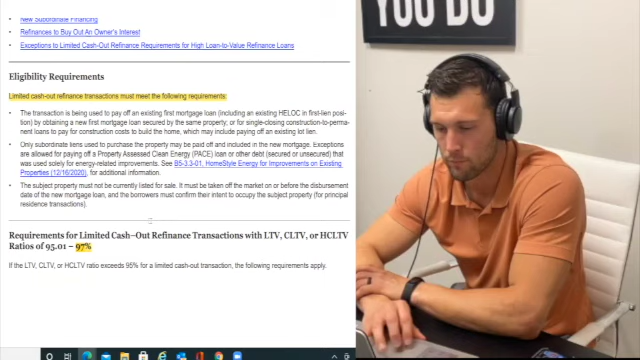 New Subordinate Financing
Refinances to Buy Out An Owner's Interest
Exceptions to Limited Cash-Out Refinance Requirements for High Loan-to-Value Refinance Loans
YOU DO
Eligibility Requirements
Limited cash-out refinance transactions must meet the following requirements:
The transaction is being used to pay off an existing first mortgage loan (including an existing HELOC in first-lien posi-
tion) by obtaining a new first mortgage loan secured by the same property; or for single-closing construction-to-perma-
nent loans to pay for construction costs to build the home, which may include paying off an existing lot lien.
Only subordinate liens used to purchase the property may be paid off and included in the new mortgage. Exceptions
are allowed for paying off a Property Assessed Clean Energy (PACE) loan or other debt (secured or unsecured) that
was used solely for energy-related improvements. See B5-3.3-01, HomeStyle Energy for Improvements on Existing
Properties (12/16/2020), for additional information.
The subject property must not be currently listed for sale. It must be taken off the market on or before the disbursement
date of the new mortgage loan, and the borrowers must confirm their intent to occupy the subject property (for principal
residence transactions).
Requirements for Limited Cash–Out Refinance Transactions with LTV, CLTV, or HCLTV
Ratios of 95.01 – 97%
If the LTV, CLTV, or HCLTV ratio exceeds 95% for a limited cash-out transaction, the following requirements apply.